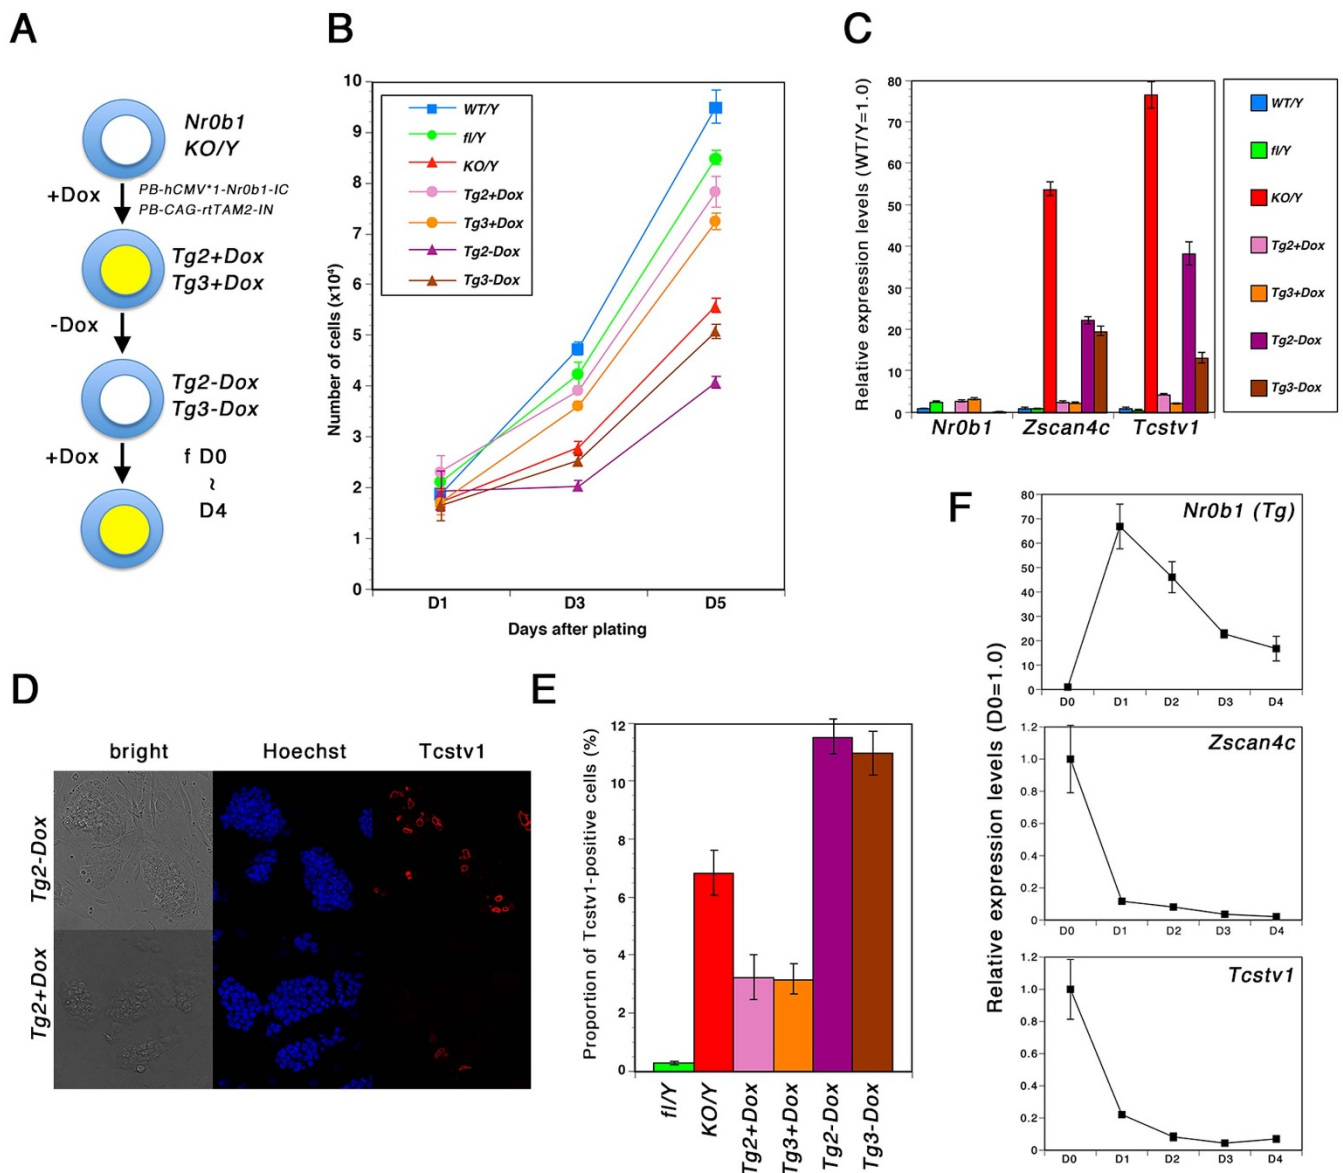 A
Nr0b1
KO/Y
+Dox
PB-hCMV*1-Nr0b1-IC
PB-CAG-rtTAM2-IN
Tg2+Dox
Tg3+Dox
-Dox
Tg2-Dox
Tg3-Dox
+Dox
f D0
~
D4
B
Number of cells (x10⁴)
10
9
8
7
6
5
4
3
2
1
0
WT/Y
fl/Y
KO/Y
Tg2+Dox
Tg3+Dox
Tg2-Dox
Tg3-Dox
D1 D3 D5
Days after plating
C
Relative expression levels (WT/Y=1.0)
80
70
60
50
40
30
20
10
0
Nr0b1 Zscan4c Tcstv1
WT/Y
fl/Y
KO/Y
Tg2+Dox
Tg3+Dox
Tg2-Dox
Tg3-Dox
D
bright Hoechst Tcstv1
Tg2-Dox
Tg2+Dox
E
Proportion of Tcstv1-positive cells (%)
12
10
8
6
4
2
0
fl/Y KO/Y Tg2+Dox Tg3+Dox Tg2-Dox Tg3-Dox
F
Relative expression levels (D0=1.0)
Nr0b1 (Tg)
80
70
60
50
40
30
20
10
0
D0 D1 D2 D3 D4
Zscan4c
1.2
1.0
0.8
0.6
0.4
0.2
0
D0 D1 D2 D3 D4
Tcstv1
1.2
1.0
0.8
0.6
0.4
0.2
0
D0 D1 D2 D3 D4